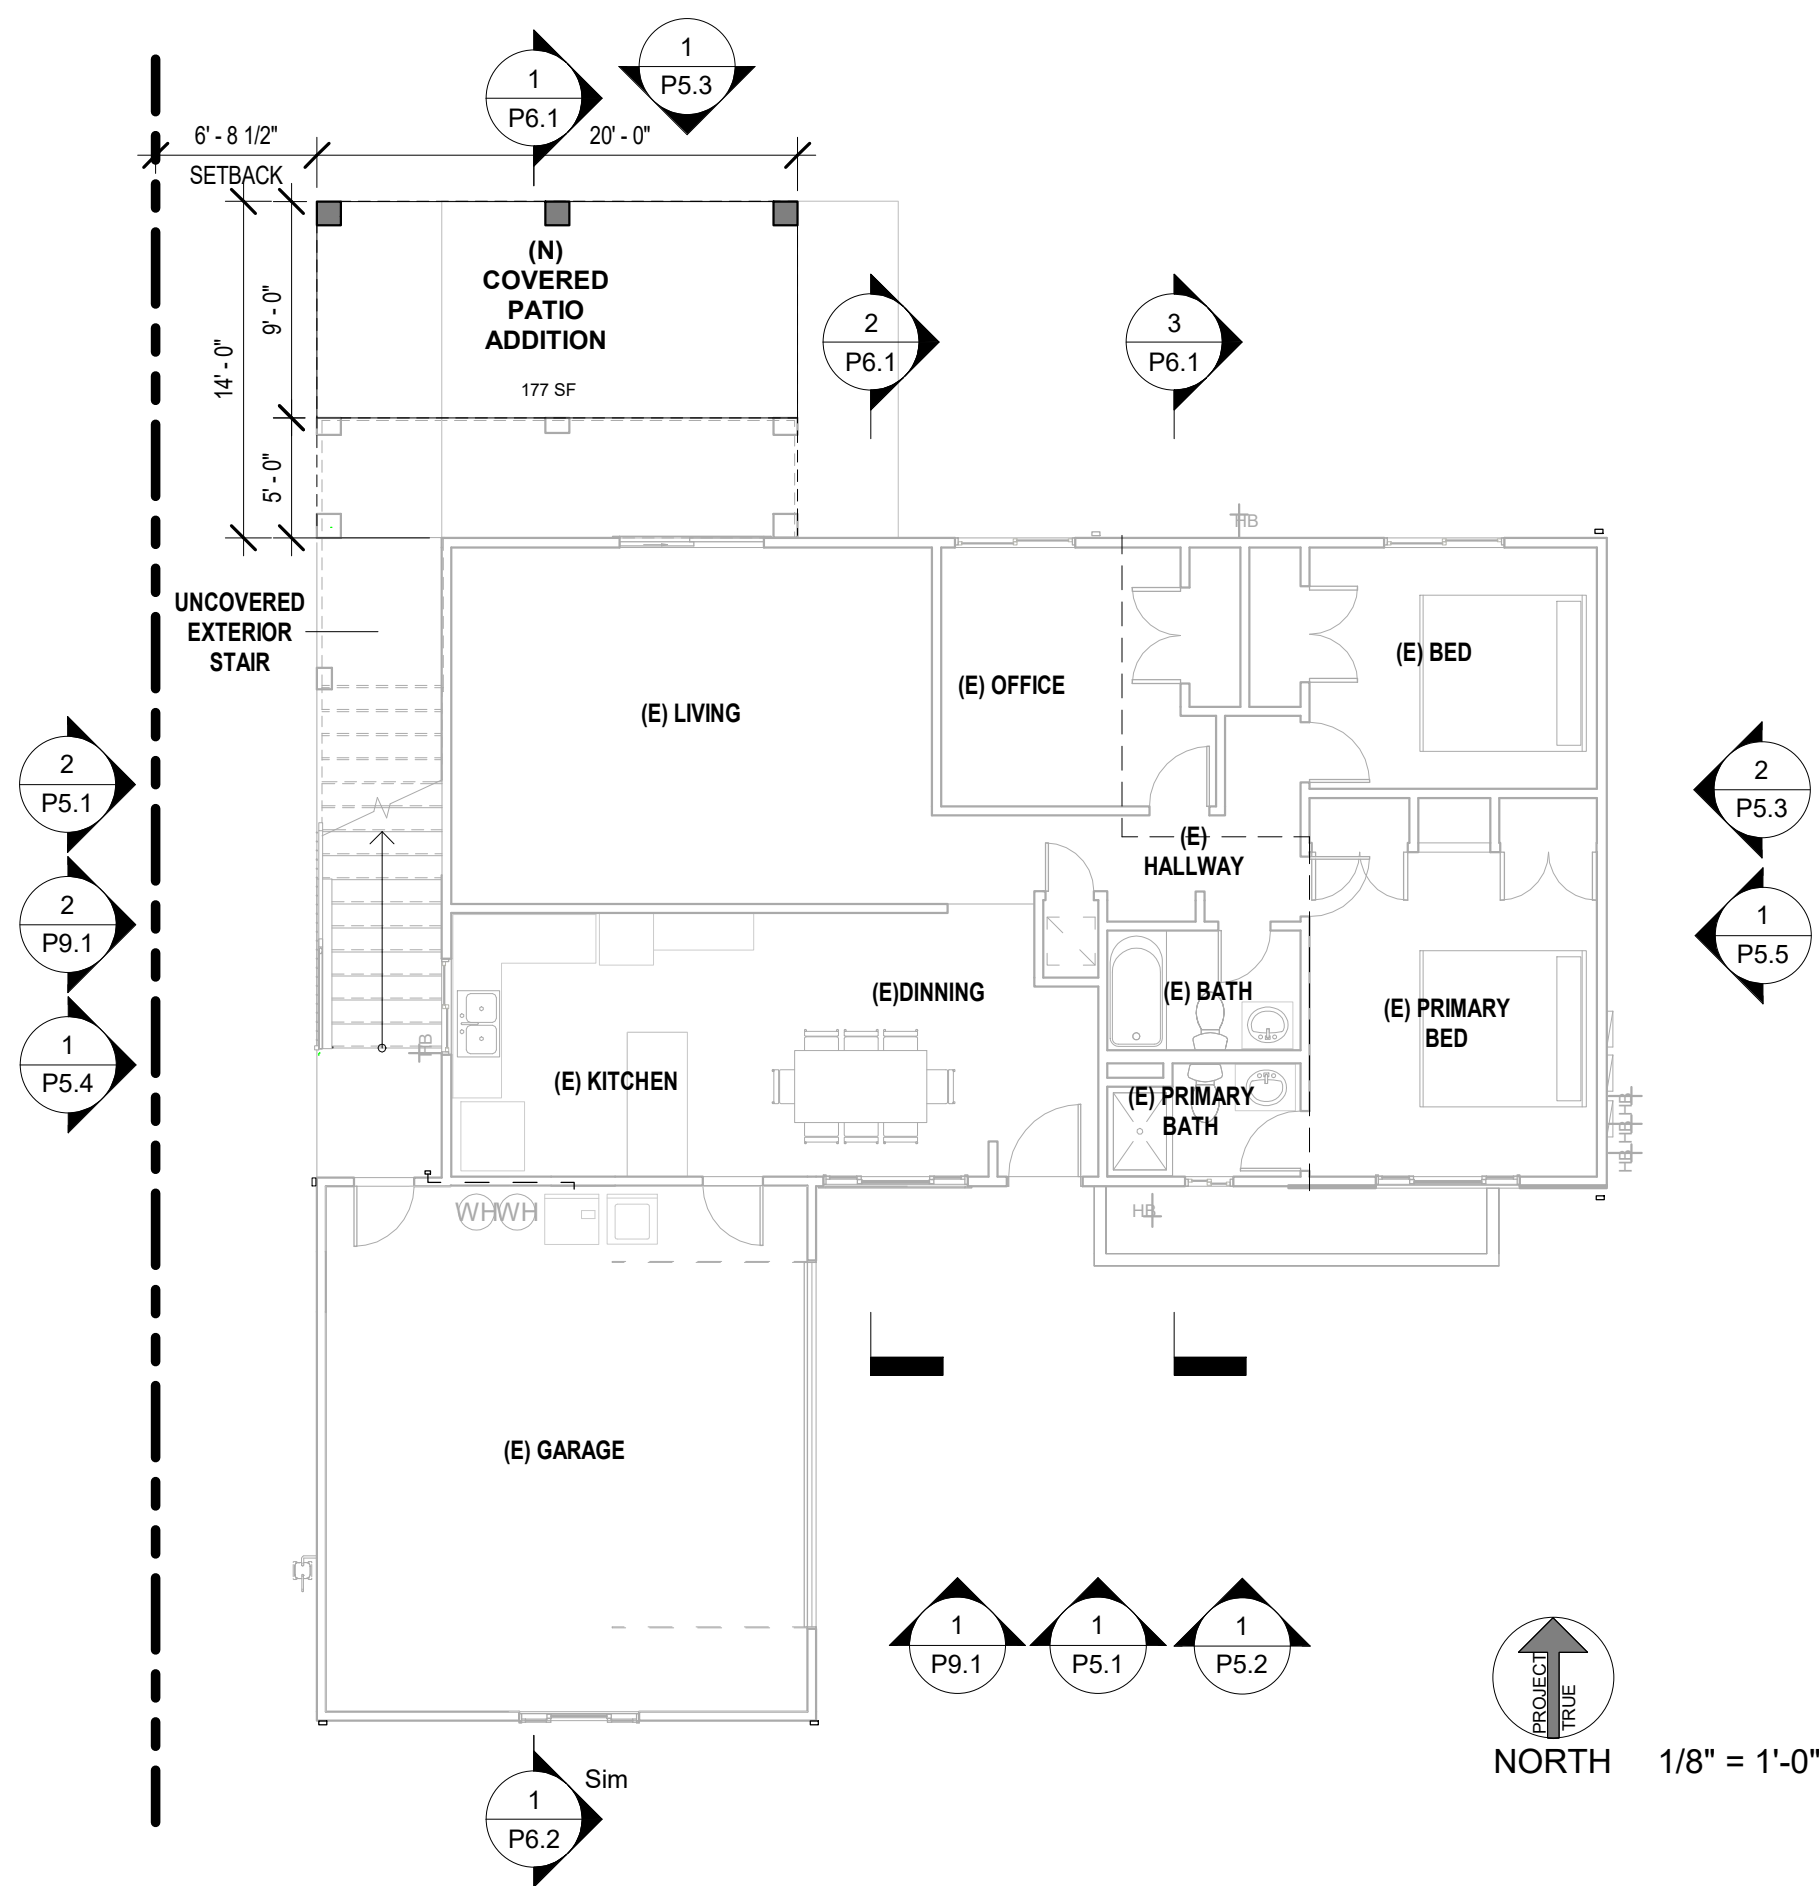 1
P6.1
1
P5.3
6' - 8 1/2"
20' - 0"
SETBACK
(N)
COVERED
PATIO
ADDITION
177 SF
14' - 0"
9' - 0"
5' - 0"
2
P6.1
3
P6.1
HB
UNCOVERED
EXTERIOR
STAIR
(E) LIVING
(E) OFFICE
(E) BED
2
P5.1
2
P5.3
(E)
HALLWAY
2
P9.1
1
P5.5
(E)DINNING
(E) BATH
(E) PRIMARY
BED
1
P5.4
HB
(E) KITCHEN
(E) PRIMARY
BATH
HB
HB
HB
WH
WH
HB
(E) GARAGE
1
P9.1
1
P5.1
1
P5.2
PROJECT
TRUE
NORTH
1/8" = 1'-0"
Sim
1
P6.2